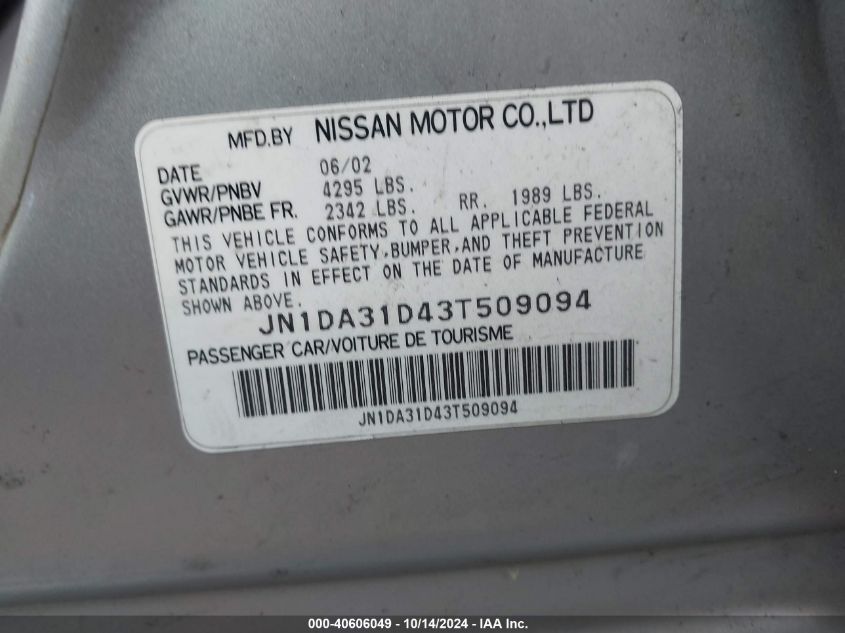 MFD.BY NISSAN MOTOR CO.,LTD
DATE 06/02
GVWR/PNBV 4295 LBS.
GAWR/PNBE FR. 2342 LBS. RR. 1989 LBS.
THIS VEHICLE CONFORMS TO ALL APPLICABLE FEDERAL
MOTOR VEHICLE SAFETY,BUMPER,AND THEFT PREVENTION
STANDARDS IN EFFECT ON THE DATE OF MANUFACTURE
SHOWN ABOVE.
JN1DA31D43T509094
PASSENGER CAR/VOITURE DE TOURISME
JN1DA31D43T509094
000-40606049 - 10/14/2024 - IAA Inc.